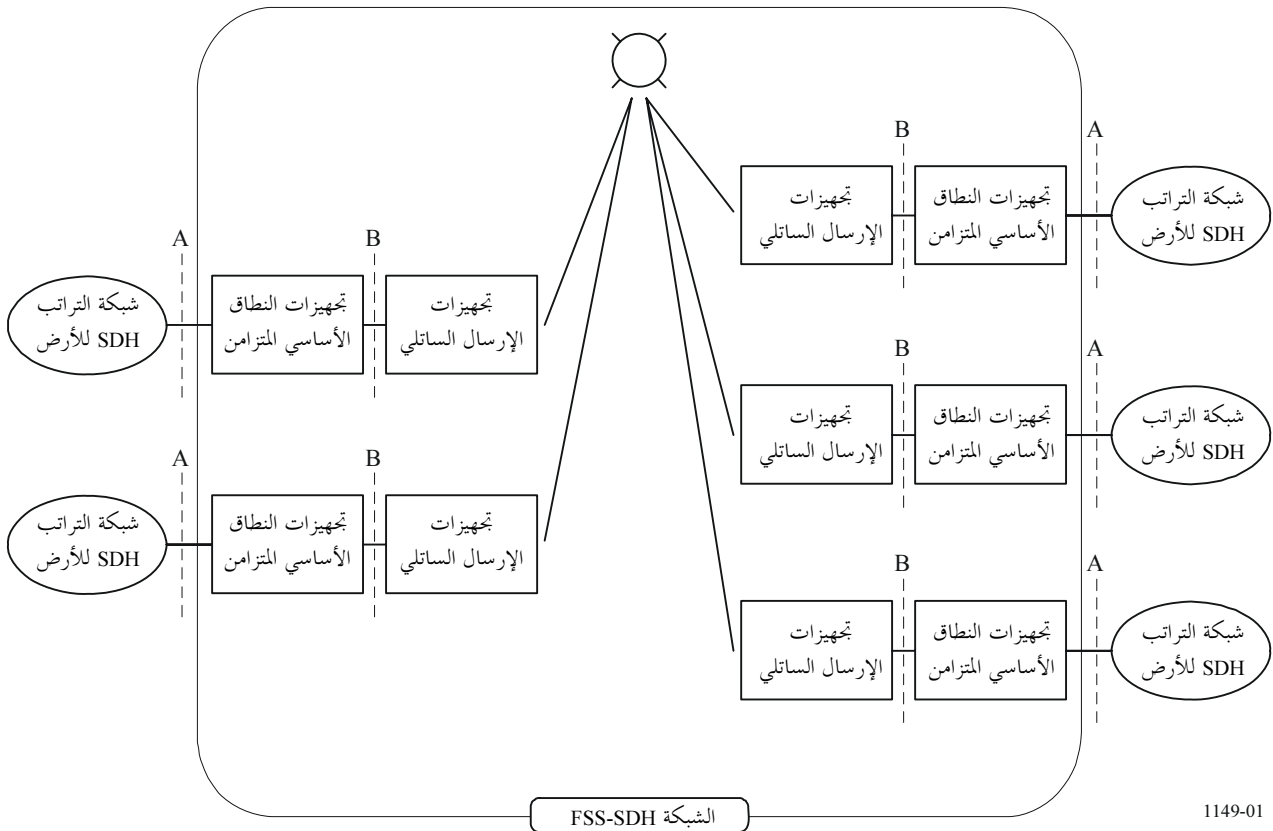 B
A
تجهيزات
الإرسال الساتلي
تجهيزات النطاق
الأساسي المتزامن
شبكة التراتب
SDH للأرض
A
B
شبكة التراتب
SDH للأرض
تجهيزات النطاق
الأساسي المتزامن
تجهيزات
الإرسال الساتلي
B
A
تجهيزات
الإرسال الساتلي
تجهيزات النطاق
الأساسي المتزامن
شبكة التراتب
SDH للأرض
A
B
شبكة التراتب
SDH للأرض
تجهيزات النطاق
الأساسي المتزامن
تجهيزات
الإرسال الساتلي
B
A
تجهيزات
الإرسال الساتلي
تجهيزات النطاق
الأساسي المتزامن
شبكة التراتب
SDH للأرض
الشبكة FSS-SDH
1149-01